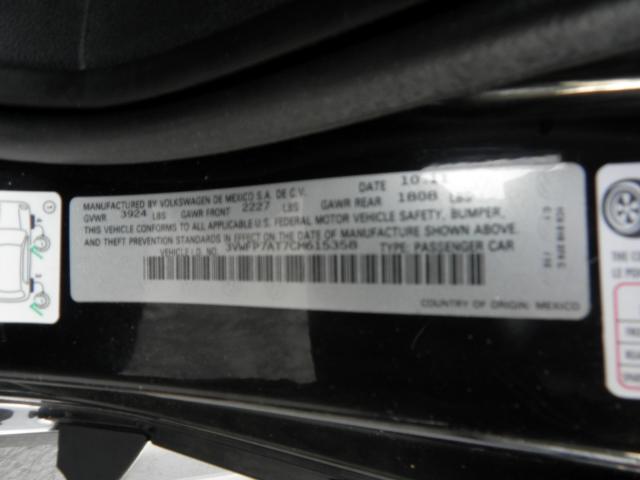 MANUFACTURED BY VOLKSWAGEN DE MEXICO S.A. DE C.V. DATE 10.11
GVWR 3924 LBS GAWR FRONT 2227 LBS GAWR REAR 1808 LBS
THIS VEHICLE CONFORMS TO ALL APPLICABLE U.S. FEDERAL MOTOR VEHICLE SAFETY, BUMPER,
AND THEFT PREVENTION STANDARDS IN EFFECT ON THE DATE OF MANUFACTURE SHOWN ABOVE.
VEHICLE I.D. NO. 3VWFP7AT7CM615358 TYPE: PASSENGER CAR
COUNTRY OF ORIGIN: MEXICO